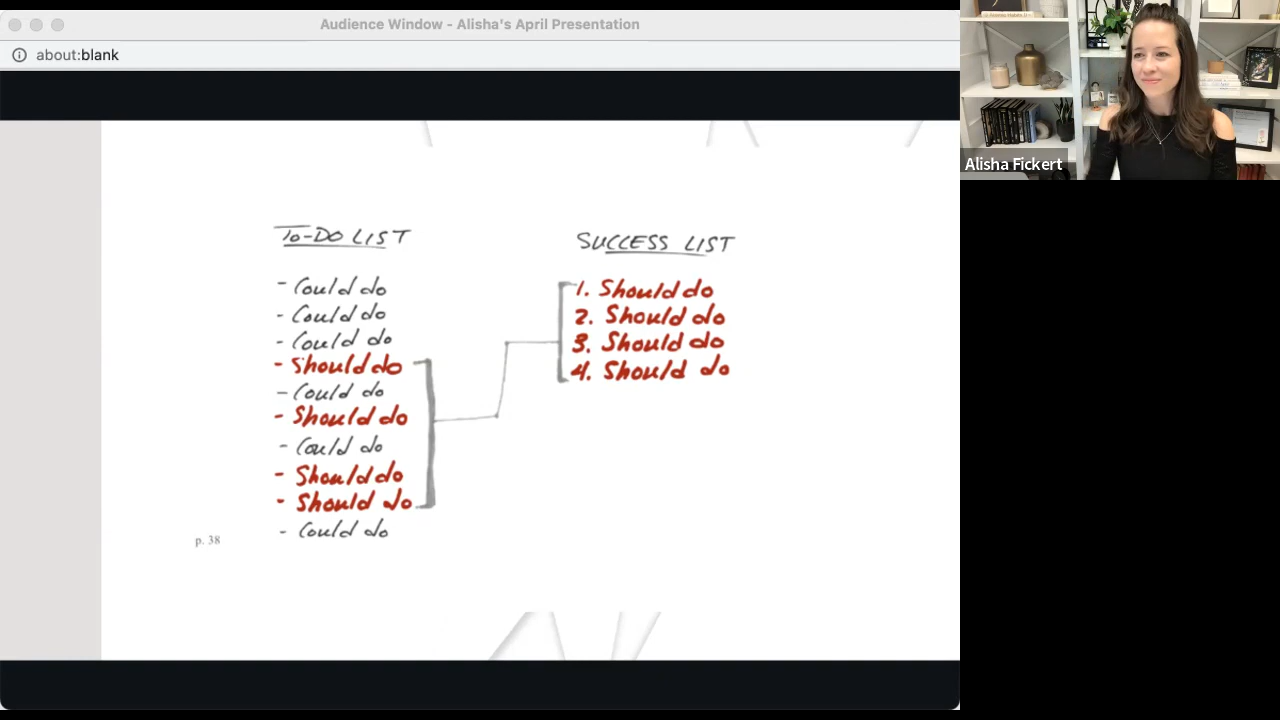 Audience Window - Alisha's April Presentation
about:blank
Alisha Fickert
TO-DO LIST
- Could do
- Could do
- Could do
- Should do
- Could do
- Should do
- Could do
- Should do
- Should do
- Could do
SUCCESS LIST
1. Should do
2. Should do
3. Should do
4. Should do
p. 38